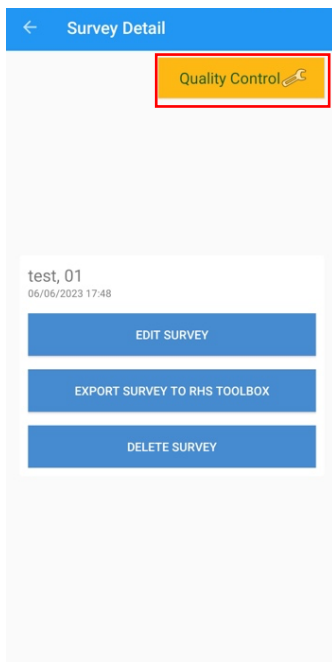 Survey Detail
Quality Control
test, 01
06/06/2023 17:48
EDIT SURVEY
EXPORT SURVEY TO RHS TOOLBOX
DELETE SURVEY